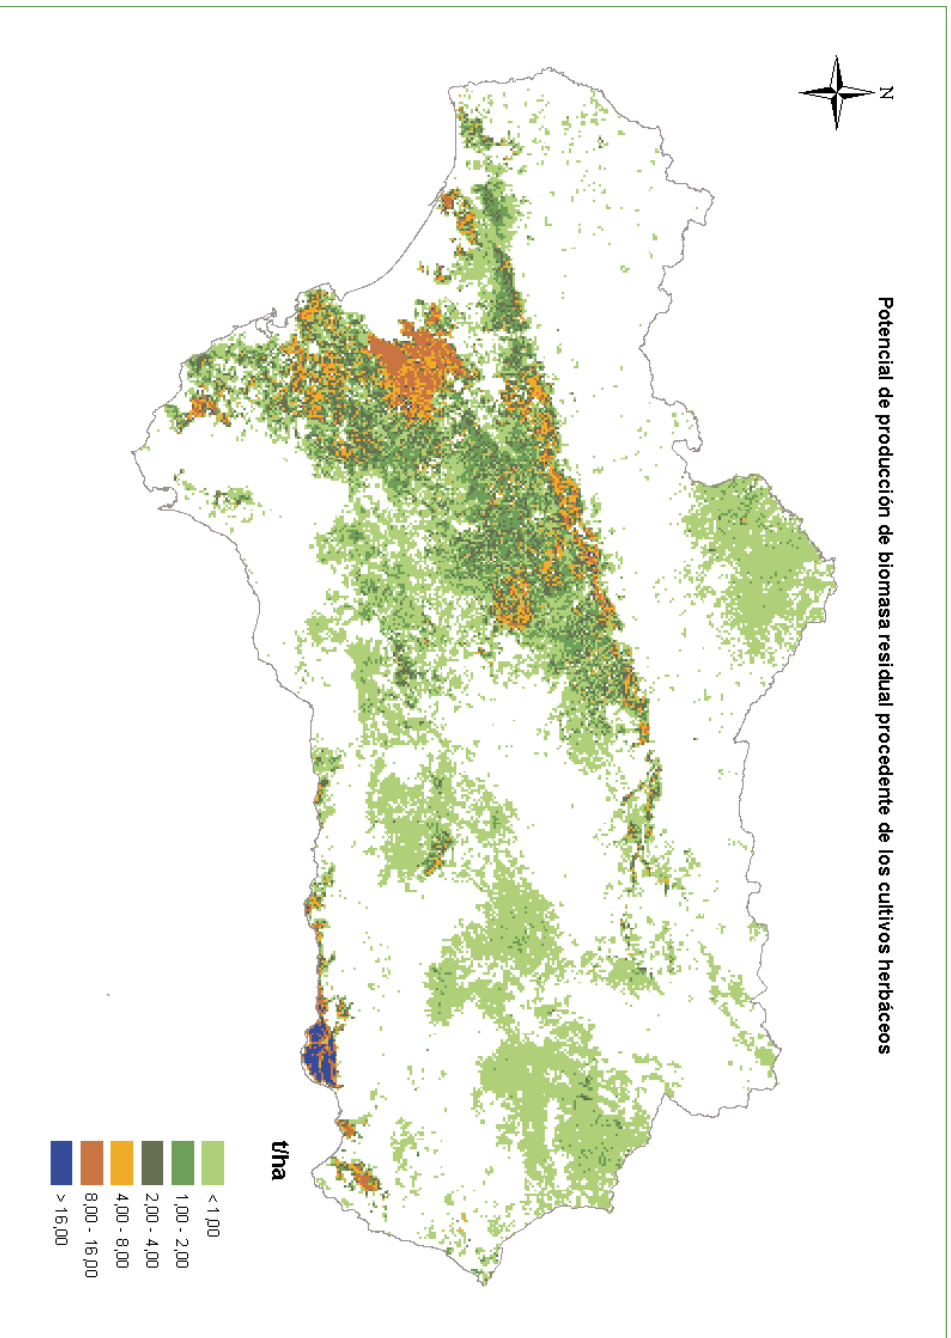 Potencial de producción de biomasa residual procedente de los cultivos herbáceos
N
t/ha
< 1,00
1,00 - 2,00
2,00 - 4,00
4,00 - 8,00
8,00 - 16,00
> 16,00